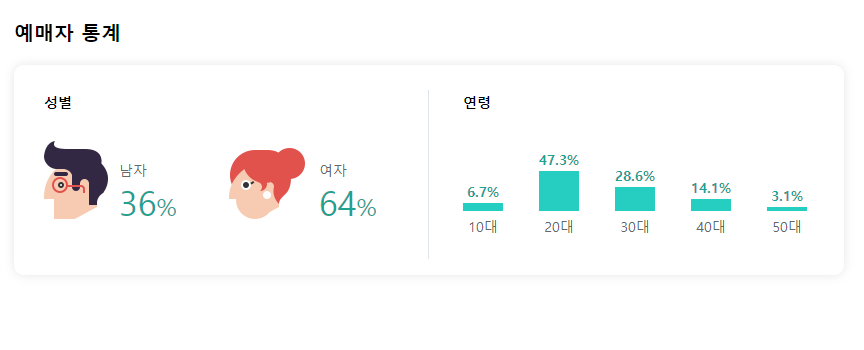 예매자 통계
성별
남자
36%
여자
64%
연령
6.7%
47.3%
28.6%
14.1%
3.1%
10대
20대
30대
40대
50대